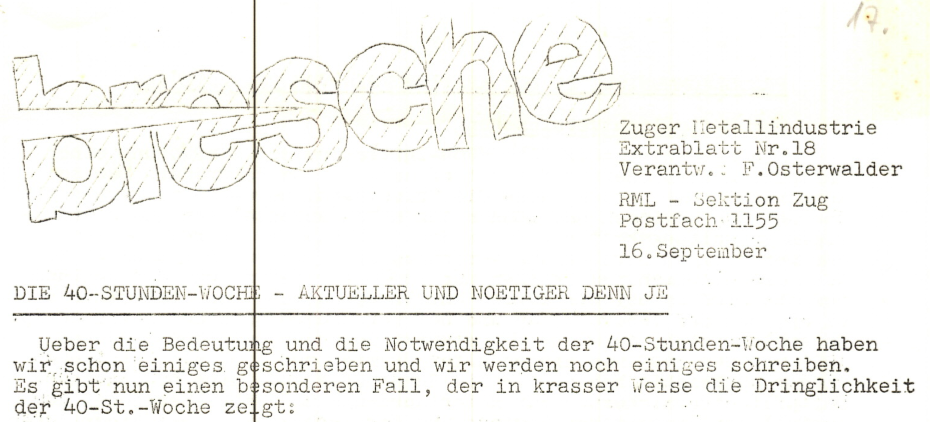 17.
bresche
Zuger Metallindustrie
Extrablatt Nr.18
Verantw.: F.Osterwalder
RML - Sektion Zug
Postfach 1155
16.September
DIE 40-STUNDEN-WOCHE - AKTUELLER UND NOETIGER DENN JE
Ueber die Bedeutung und die Notwendigkeit der 40-Stunden-Woche haben
wir schon einiges geschrieben und wir werden noch einiges schreiben.
Es gibt nun einen besonderen Fall, der in krasser Weise die Dringlichkeit
der 40-St.-Woche zeigt: